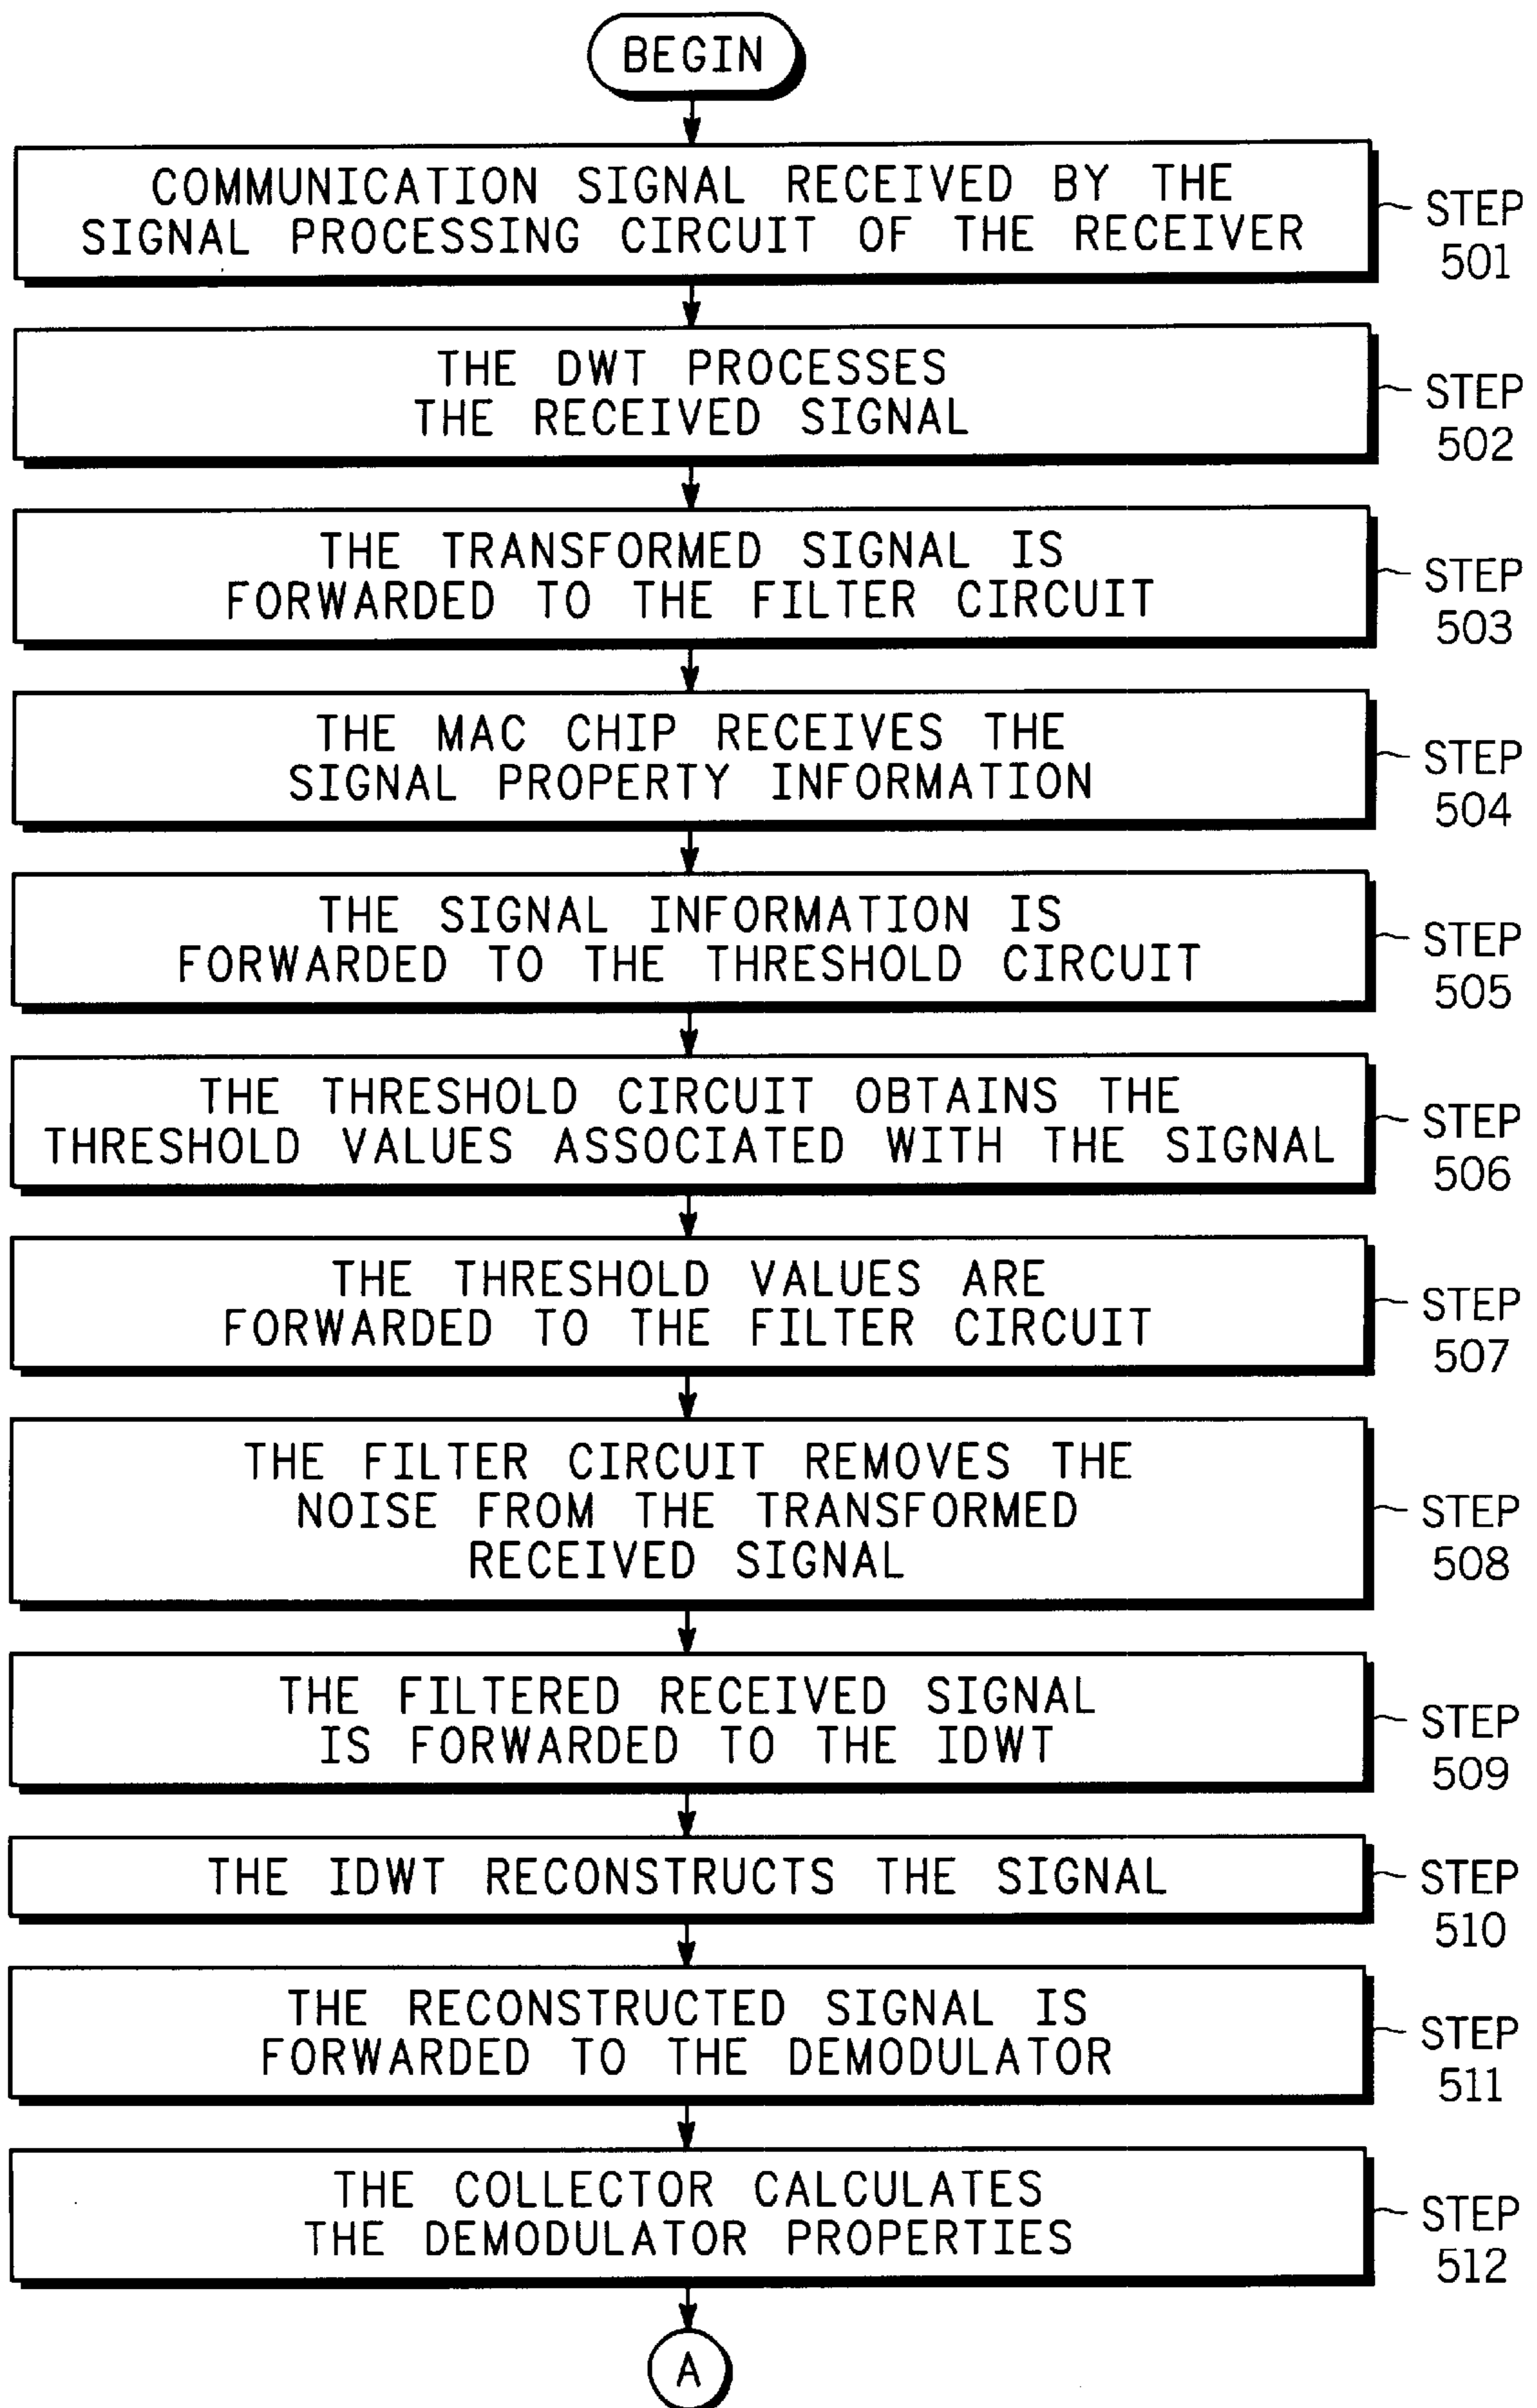 BEGIN
COMMUNICATION SIGNAL RECEIVED BY THE
SIGNAL PROCESSING CIRCUIT OF THE RECEIVER
STEP
501
THE DWT PROCESSES
THE RECEIVED SIGNAL
STEP
502
THE TRANSFORMED SIGNAL IS
FORWARDED TO THE FILTER CIRCUIT
STEP
503
THE MAC CHIP RECEIVES THE
SIGNAL PROPERTY INFORMATION
STEP
504
THE SIGNAL INFORMATION IS
FORWARDED TO THE THRESHOLD CIRCUIT
STEP
505
THE THRESHOLD CIRCUIT OBTAINS THE
THRESHOLD VALUES ASSOCIATED WITH THE SIGNAL
STEP
506
THE THRESHOLD VALUES ARE
FORWARDED TO THE FILTER CIRCUIT
STEP
507
THE FILTER CIRCUIT REMOVES THE
NOISE FROM THE TRANSFORMED
RECEIVED SIGNAL
STEP
508
THE FILTERED RECEIVED SIGNAL
IS FORWARDED TO THE IDWT
STEP
509
THE IDWT RECONSTRUCTS THE SIGNAL
STEP
510
THE RECONSTRUCTED SIGNAL IS
FORWARDED TO THE DEMODULATOR
STEP
511
THE COLLECTOR CALCULATES
THE DEMODULATOR PROPERTIES
STEP
512
A